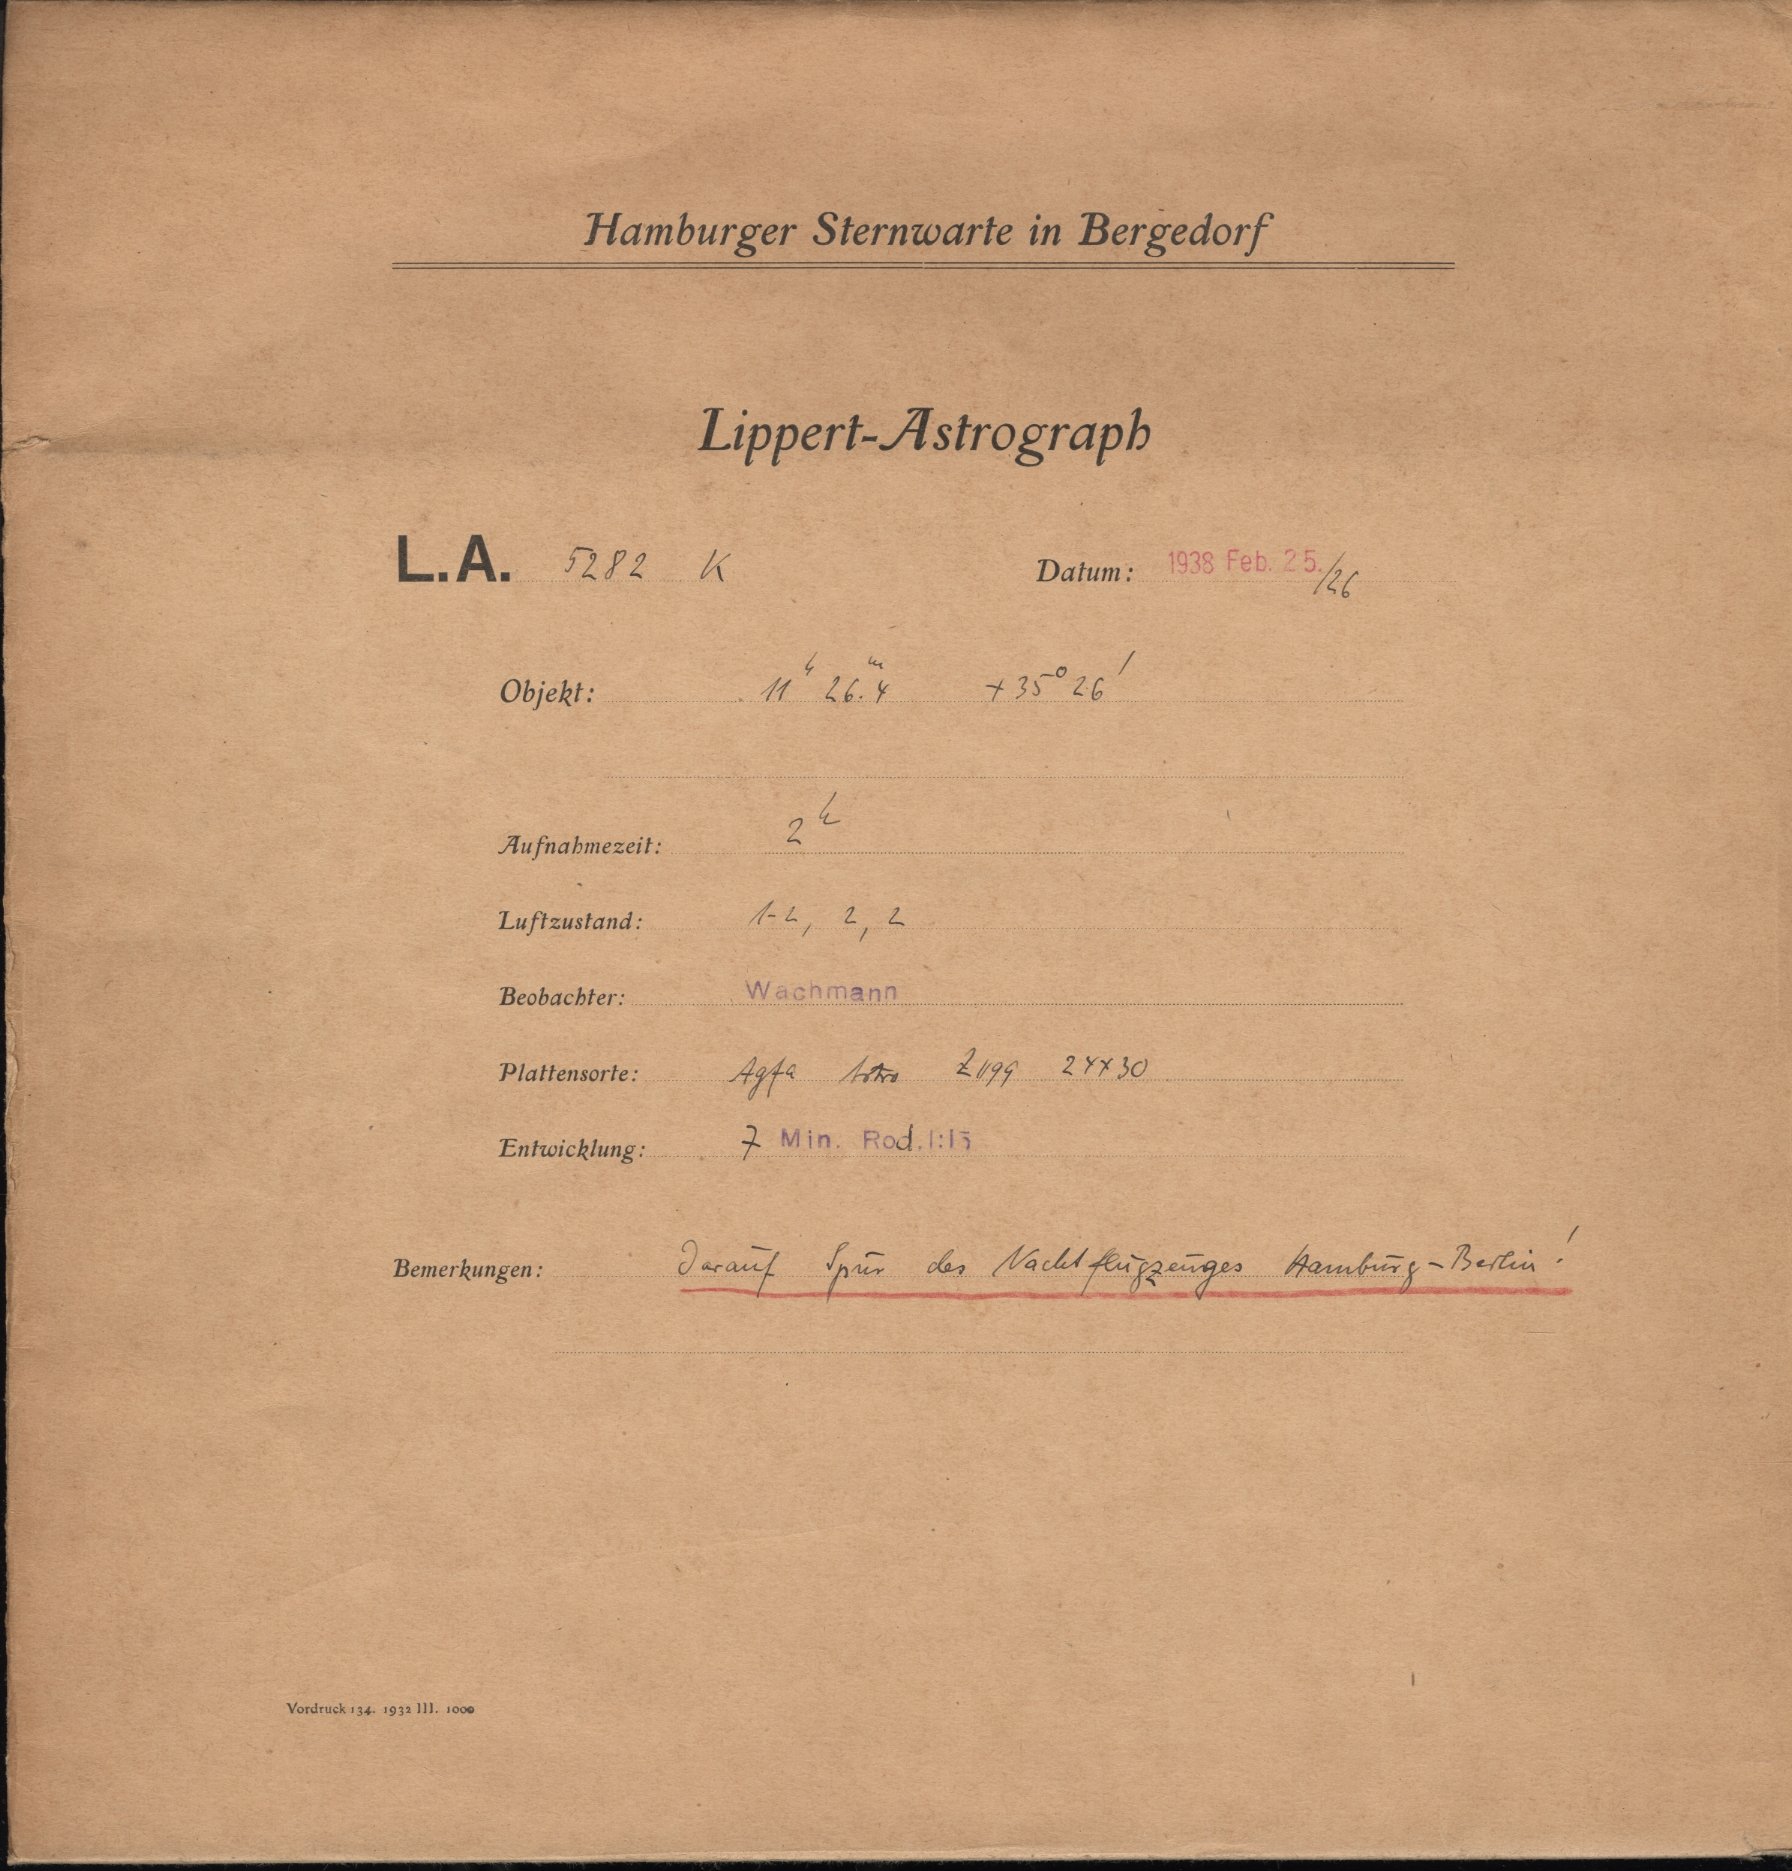 Hamburger Sternwarte in Bergedorf
Lippert-Astrograph
L.A. 5282 K Datum: 1938 Feb. 25./26
Objekt: 11ʰ 26.ᵐ4 +35° 26'
Aufnahmezeit: 2ʰ
Luftzustand: 1-2, 2, 2
Beobachter: Wachmann
Plattensorte: Agfa Astro Z1199 24x30
Entwicklung: 7 Min. Rod. 1:15
Bemerkungen: Darauf Spur des Nachtflugzeuges Hamburg-Berlin!
Vordruck 134. 1932 III. 1000